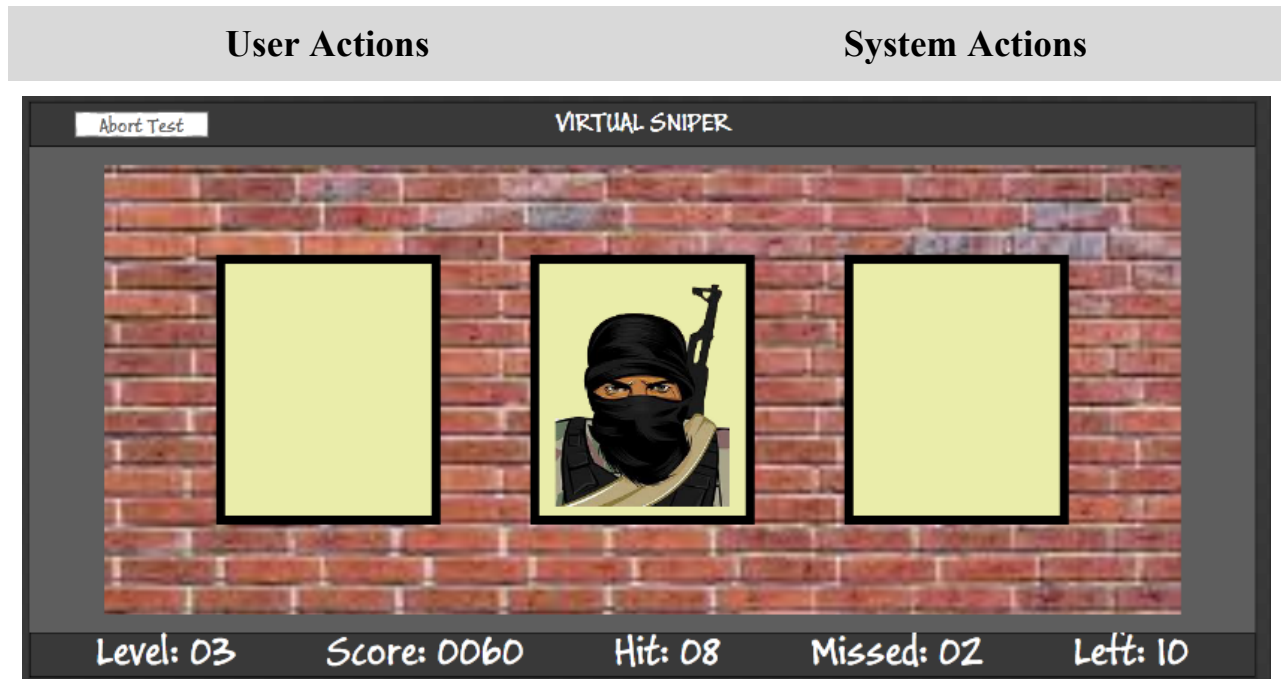 User Actions System Actions
Abort Test VIRTUAL SNIPER
Level: 03 Score: 0060 Hit: 08 Missed: 02 Left: 10